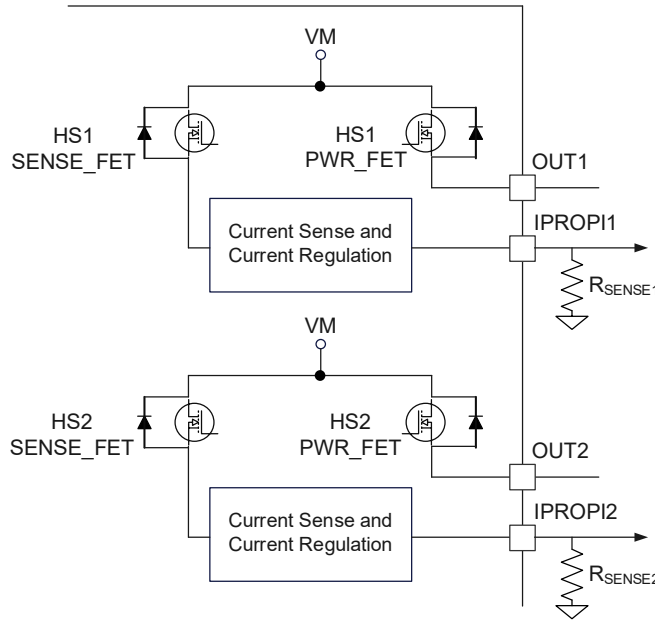 VM
HS1
SENSE_FET
HS1
PWR_FET
OUT1
Current Sense and
Current Regulation
IPROPI1
RSENSE1
VM
HS2
SENSE_FET
HS2
PWR_FET
OUT2
Current Sense and
Current Regulation
IPROPI2
RSENSE2